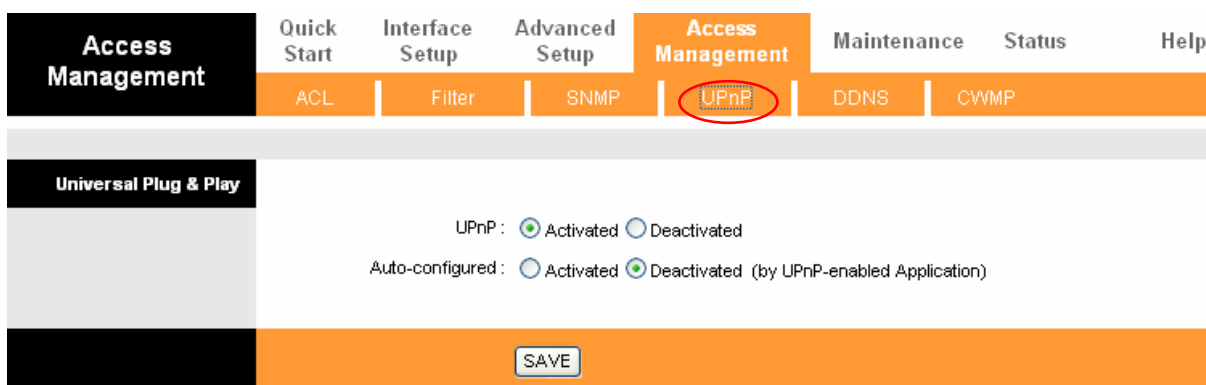 Access Management
Quick Start
Interface Setup
Advanced Setup
Access Management
Maintenance
Status
Help
ACL
Filter
SNMP
UPnP
DDNS
CWMP
Universal Plug & Play
UPnP : Activated Deactivated
Auto-configured : Activated Deactivated (by UPnP-enabled Application)
SAVE